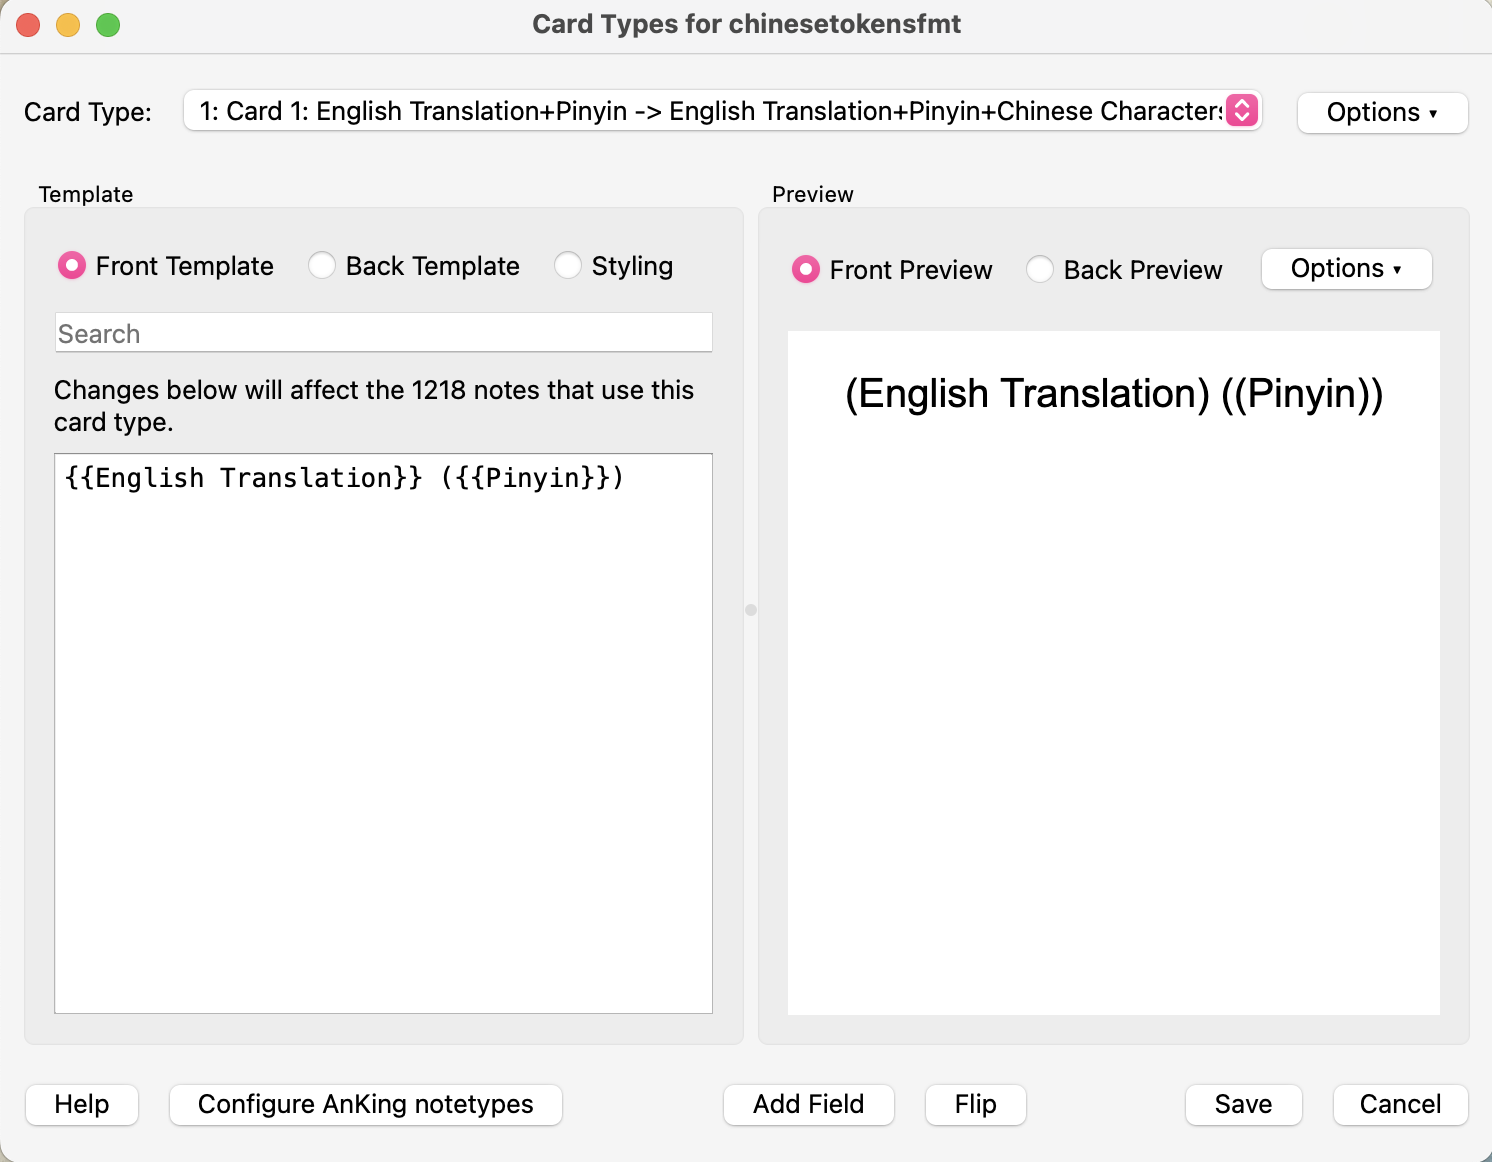 Card Types for chinesetokensfmt
Card Type:
1: Card 1: English Translation+Pinyin -> English Translation+Pinyin+Chinese Characters
Options ▾
Template
Preview
Front Template
Back Template
Styling
Front Preview
Back Preview
Options ▾
Search
Changes below will affect the 1218 notes that use this
card type.
{{English Translation}} ({{Pinyin}})
(English Translation) ((Pinyin))
Help
Configure AnKing notetypes
Add Field
Flip
Save
Cancel